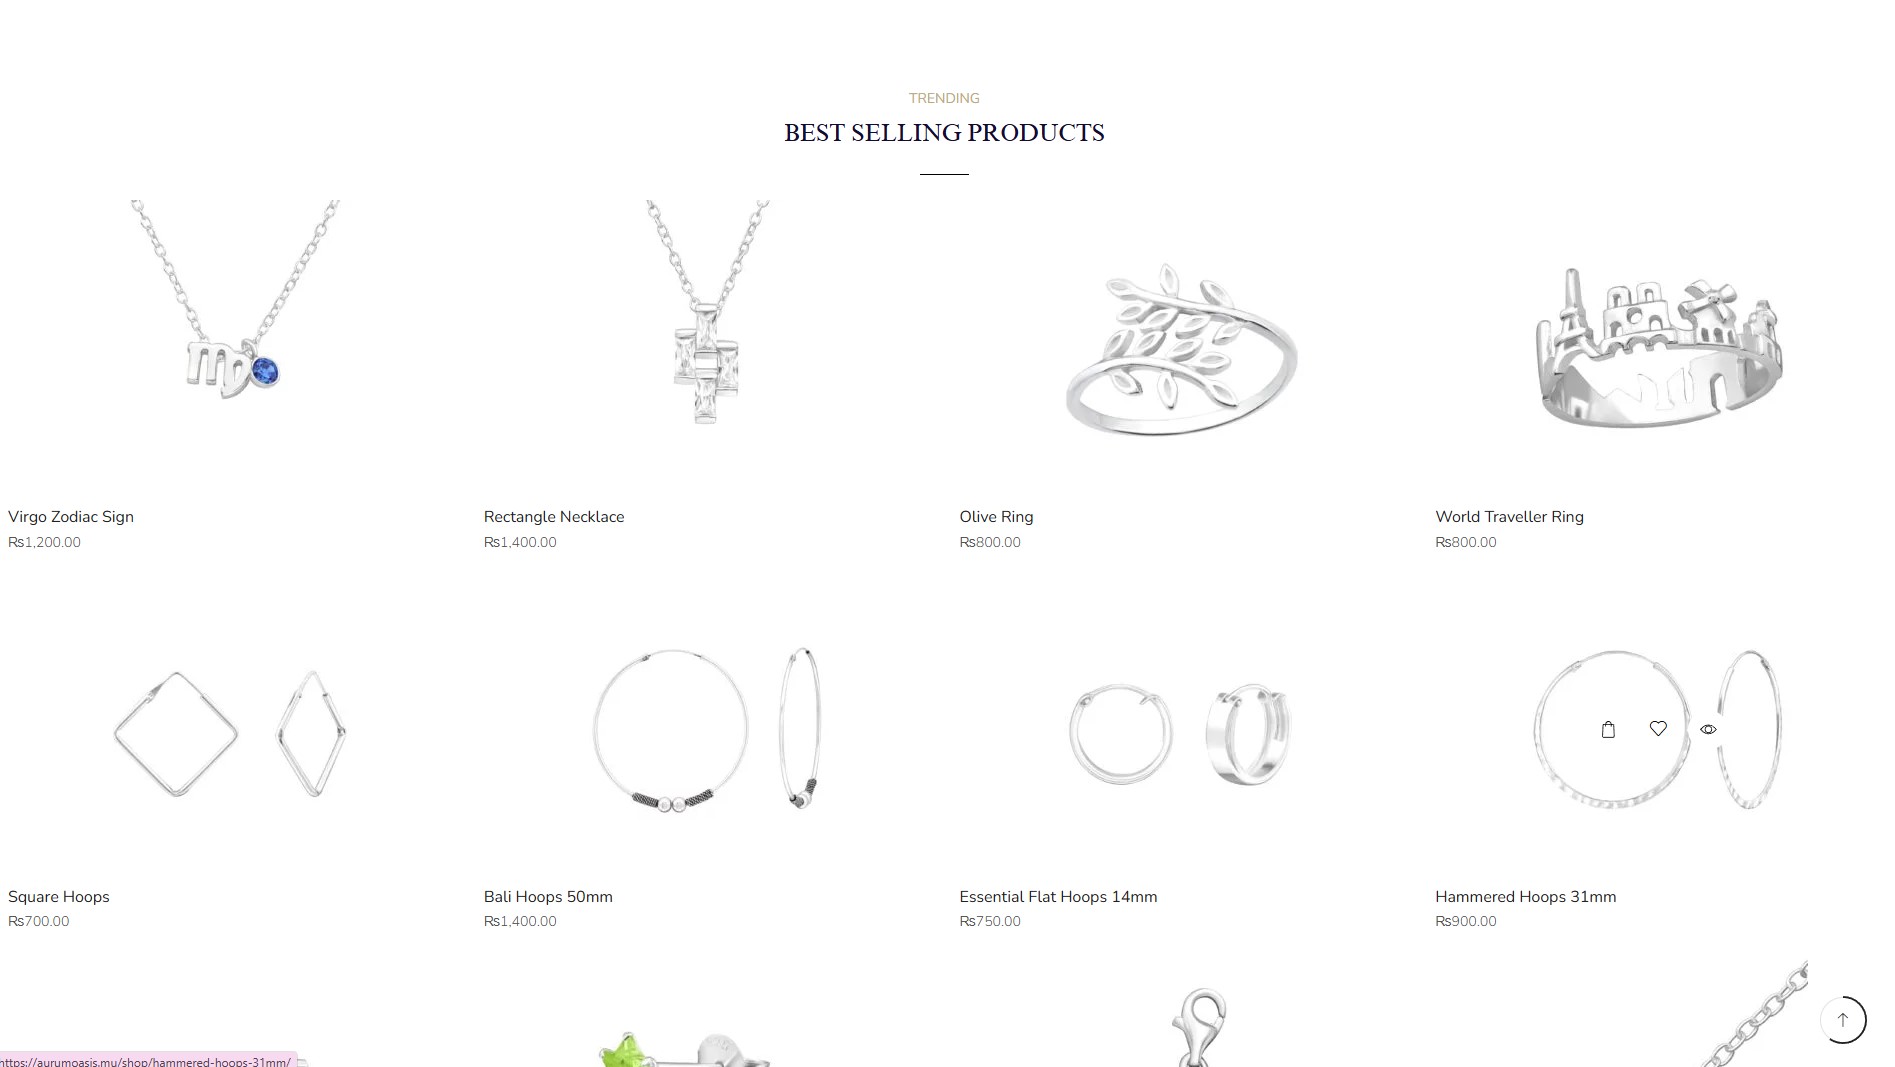 TRENDING
BEST SELLING PRODUCTS
Virgo Zodiac Sign
₨1,200.00
Rectangle Necklace
₨1,400.00
Olive Ring
₨800.00
World Traveller Ring
₨800.00
Square Hoops
₨700.00
Bali Hoops 50mm
₨1,400.00
Essential Flat Hoops 14mm
₨750.00
Hammered Hoops 31mm
₨900.00
https://aurumoasis.mu/shop/hammered-hoops-31mm/